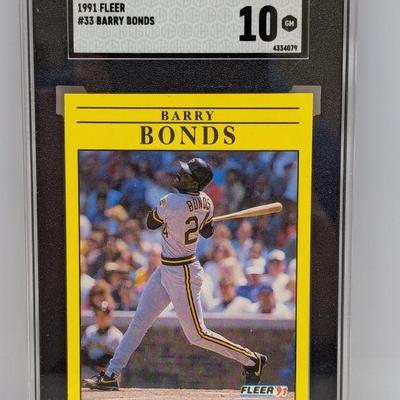 1991 FLEER
#33 BARRY BONDS
10 GM
4334079
BARRY
BONDS
BONDS
24
FLEER 91